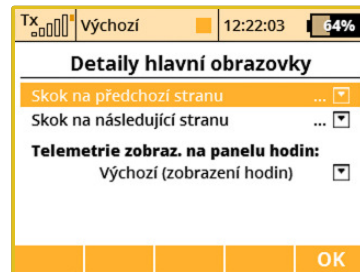 Tx Výchozí 12:22:03 64%
Detaily hlavní obrazovky
Skok na předchozí stranu ...
Skok na následující stranu ...
Telemetrie zobraz. na panelu hodin:
Výchozí (zobrazení hodin)
OK